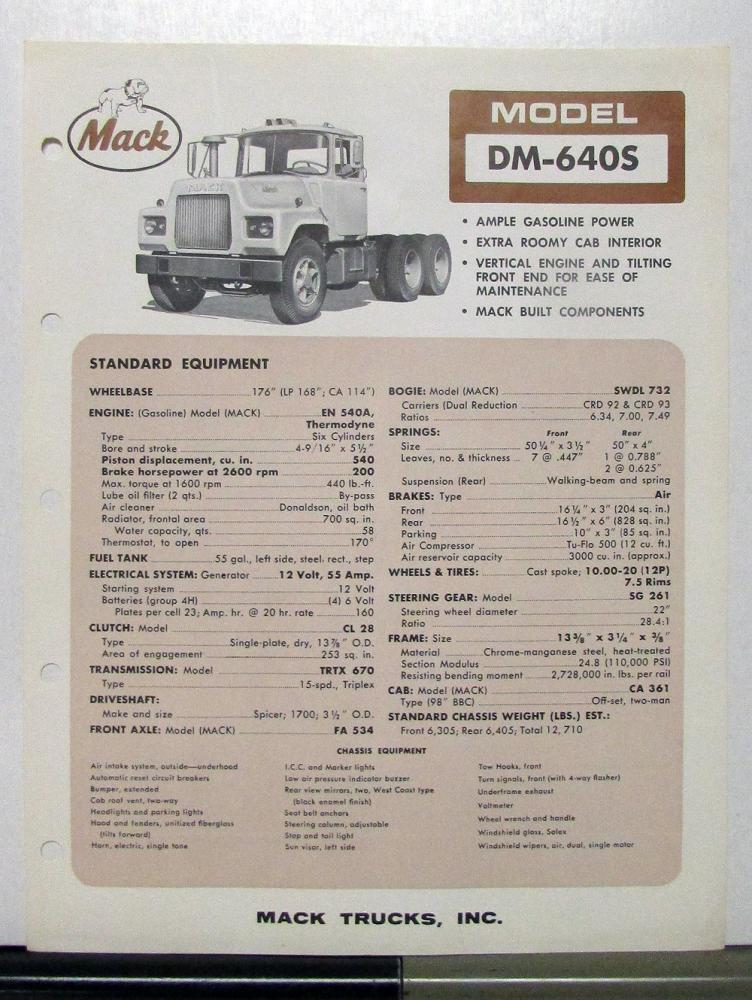 Mack
MODEL
DM-640S
• AMPLE GASOLINE POWER
• EXTRA ROOMY CAB INTERIOR
• VERTICAL ENGINE AND TILTING
FRONT END FOR EASE OF
MAINTENANCE
• MACK BUILT COMPONENTS
MACK
STANDARD EQUIPMENT
WHEELBASE 176" (LP 168"; CA 114")
ENGINE: (Gasoline) Model (MACK) EN 540A,
Thermodyne
Type Six Cylinders
Bore and stroke 4-9/16" x 5½"
Piston displacement, cu. in. 540
Brake horsepower at 2600 rpm 200
Max. torque at 1600 rpm 440 lb.-ft.
Lube oil filter (2 qts.) By-pass
Air cleaner Donaldson, oil bath
Radiator, frontal area 700 sq. in.
Water capacity, qts. 58
Thermostat, to open 170°
FUEL TANK 55 gal., left side, steel, rect., step
ELECTRICAL SYSTEM: Generator 12 Volt, 55 Amp.
Starting system 12 Volt
Batteries (group 4H) (4) 6 Volt
Plates per cell 23; Amp. hr. @ 20 hr. rate 160
CLUTCH: Model CL 28
Type Single-plate, dry, 13⅞" O.D.
Area of engagement 253 sq. in.
TRANSMISSION: Model TRTX 670
Type 15-spd., Triplex
DRIVESHAFT:
Make and size Spicer; 1700; 3½" O.D.
FRONT AXLE: Model (MACK) FA 534
BOGIE: Model (MACK) SWDL 732
Carriers (Dual Reduction CRD 92 & CRD 93
Ratios 6.34, 7.00, 7.49
SPRINGS: Front Rear
Size 50¼" x 3½" 50" x 4"
Leaves, no. & thickness 7 @ .447" 1 @ 0.788"
2 @ 0.625"
Suspension (Rear) Walking-beam and spring
BRAKES: Type Air
Front 16¼" x 3" (204 sq. in.)
Rear 16½" x 6" (828 sq. in.)
Parking 10" x 3" (85 sq. in.)
Air Compressor Tu-Flo 500 (12 cu. ft.)
Air reservoir capacity 3000 cu. in. (approx.)
WHEELS & TIRES: Cast spoke; 10.00-20 (12P)
7.5 Rims
STEERING GEAR: Model SG 261
Steering wheel diameter 22"
Ratio 28.4:1
FRAME: Size 13⅜" x 3¼" x ⅜"
Material Chrome-manganese steel, heat-treated
Section Modulus 24.8 (110,000 PSI)
Resisting bending moment 2,728,000 in. lbs. per rail
CAB: Model (MACK) CA 361
Type (98" BBC) Off-set, two-man
STANDARD CHASSIS WEIGHT (LBS.) EST.:
Front 6,305; Rear 6,405; Total 12,710
CHASSIS EQUIPMENT
Air intake system, outside—underhood
Automatic reset circuit breakers
Bumper, extended
Cab roof vent, two-way
Headlights and parking lights
Hood and fenders, unitized fiberglass
(tilts forward)
Horn, electric, single tone
I.C.C. and Marker lights
Low air pressure indicator buzzer
Rear view mirrors, two, West Coast type
(black enamel finish)
Seat belt anchors
Steering column, adjustable
Stop and tail light
Sun visor, left side
Tow Hooks, front
Turn signals, front (with 4-way flasher)
Underframe exhaust
Voltmeter
Wheel wrench and handle
Windshield glass, Solex
Windshield wipers, air, dual, single motor
MACK TRUCKS, INC.